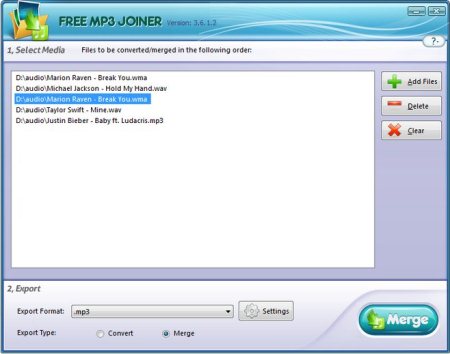 FREE MP3 JOINER Version: 3.6.1.2
1, Select Media Files to be converted/merged in the following order:
?
D:\audio\Marion Raven - Break You.wma
D:\audio\Michael Jackson - Hold My Hand.wav
D:\audio\Marion Raven - Break You.wma
D:\audio\Taylor Swift - Mine.wav
D:\audio\Justin Bieber - Baby ft. Ludacris.mp3
Add Files
Delete
Clear
2, Export
Export Format: .mp3 Settings
Export Type: Convert Merge
Merge